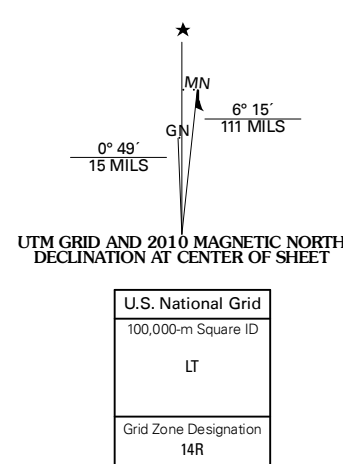 MN
6° 15´
111 MILS
GN
0° 49´
15 MILS
UTM GRID AND 2010 MAGNETIC NORTH
DECLINATION AT CENTER OF SHEET
U.S. National Grid
100,000-m Square ID
LT
Grid Zone Designation
14R